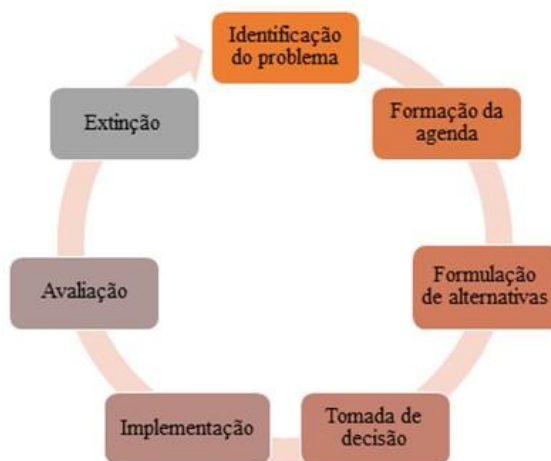 Identificação
do problema
Formação da
agenda
Formulação
de alternativas
Tomada de
decisão
Implementação
Avaliação
Extinção